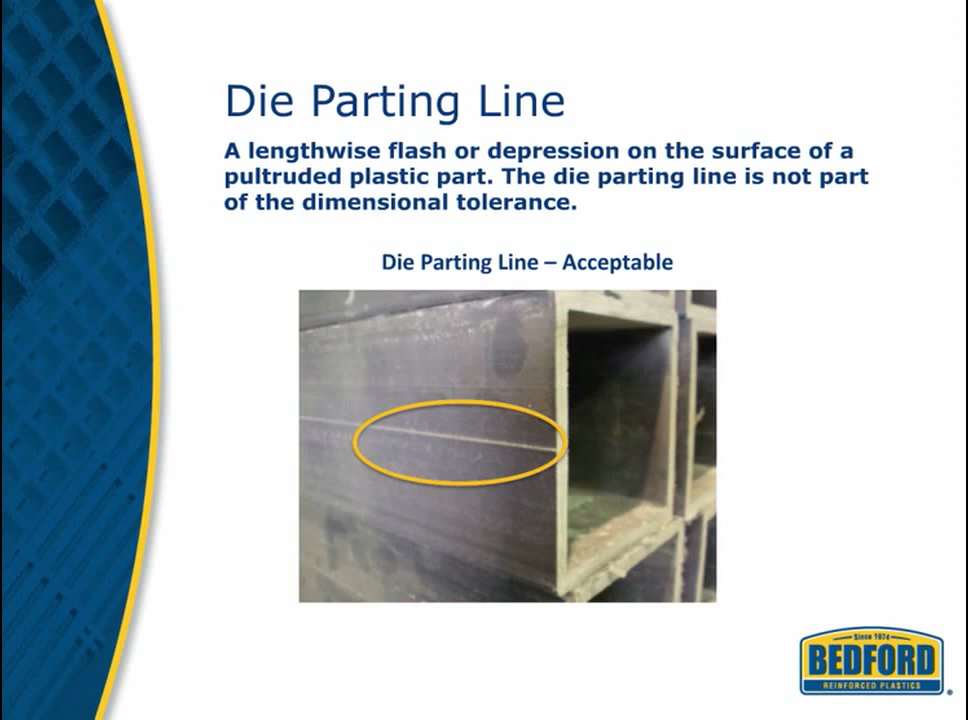 Die Parting Line
A lengthwise flash or depression on the surface of a
pultruded plastic part. The die parting line is not part
of the dimensional tolerance.
Die Parting Line – Acceptable
Since 1974
BEDFORD
REINFORCED PLASTICS